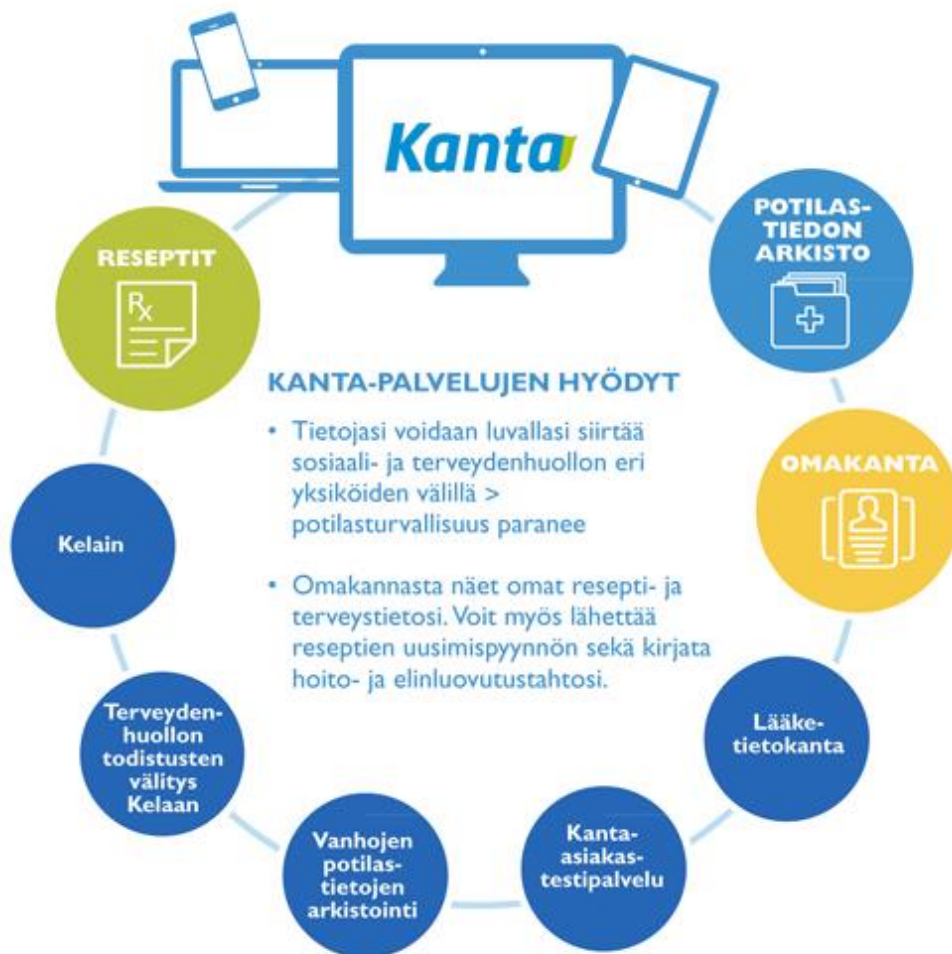 Kanta
RESEPTIT
Rx
POTILAS-
TIEDON
ARKISTO
KANTA-PALVELUJEN HYÖDYT
• Tietojasi voidaan luvallasi siirtää
sosiaali- ja terveydenhuollon eri
yksiköiden välillä >
potilasturvallisuus paranee
• Omakannasta näet omat resepti- ja
terveystietosi. Voit myös lähettää
reseptien uusimispyynnön sekä kirjata
hoito- ja elinluovutustahtosi.
OMAKANTA
Kelain
Terveyden-
huollon
todistusten
välitys
Kelaan
Vanhojen
potilas-
tietojen
arkistointi
Kanta-
asiakas-
testipalvelu
Lääke-
tietokanta